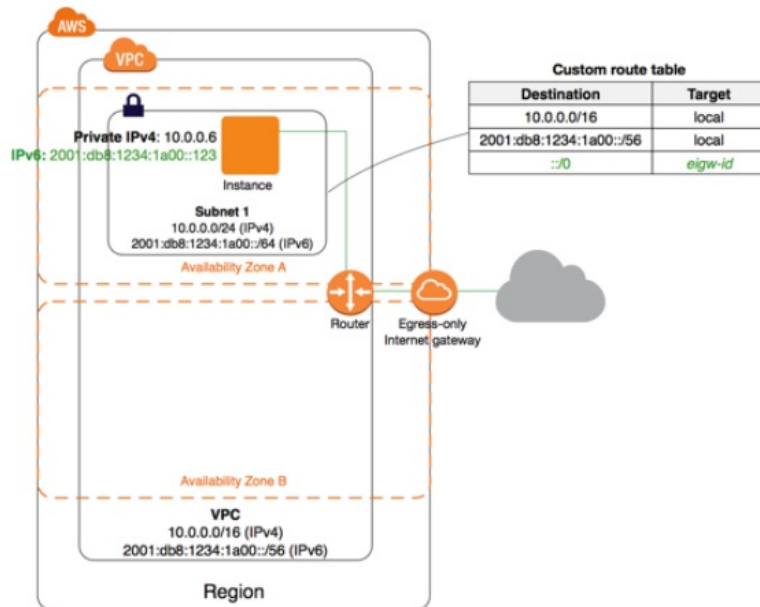 AWS
VPC
Private IPv4: 10.0.0.6
IPv6: 2001:db8:1234:1a00::123
Instance
Subnet 1
10.0.0.0/24 (IPv4)
2001:db8:1234:1a00::/64 (IPv6)
Availability Zone A
Router
Egress-only
Internet gateway
Availability Zone B
VPC
10.0.0.0/16 (IPv4)
2001:db8:1234:1a00::/56 (IPv6)
Region
Custom route table
Destination Target
10.0.0.0/16 local
2001:db8:1234:1a00::/56 local
::/0 eigw-id